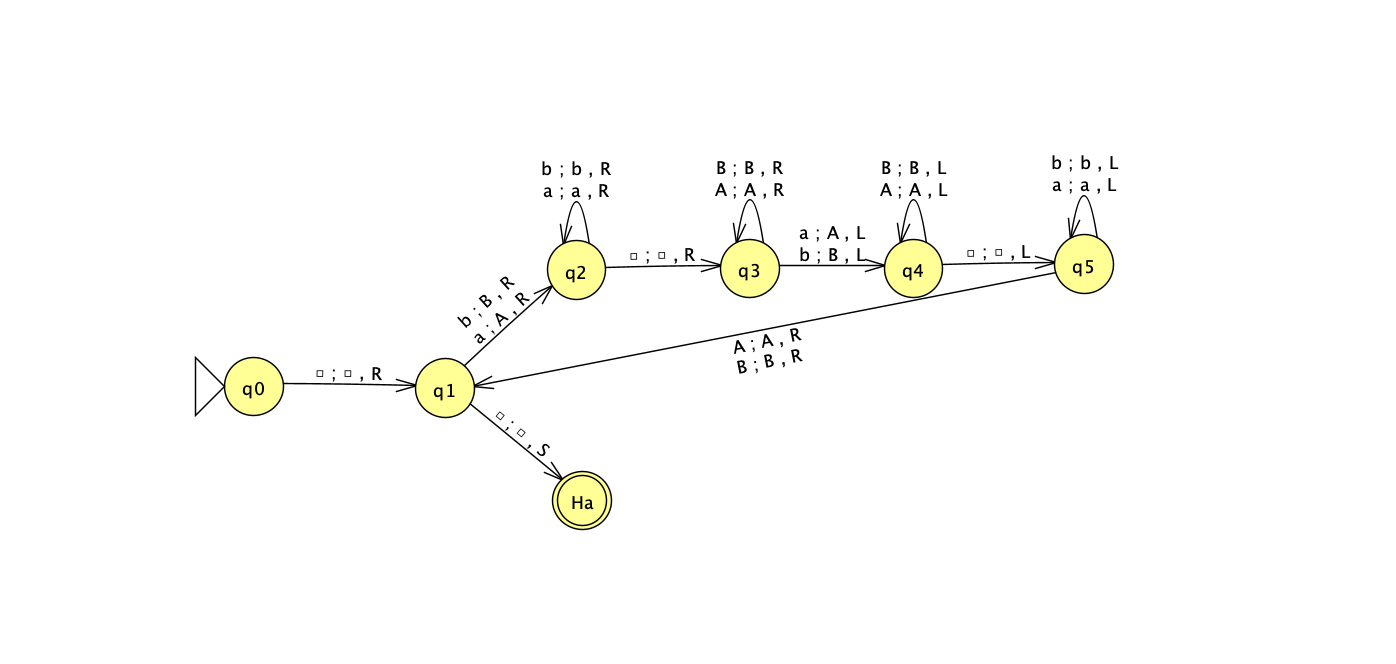 b ; b , R
a ; a , R
B ; B , R
A ; A , R
B ; B , L
A ; A , L
b ; b , L
a ; a , L
q2
□ ; □ , R
q3
a ; A , L
b ; B , L
q4
□ ; □ , L
q5
b ; B , R
a ; A , R
A ; A , R
B ; B , R
q0
□ ; □ , R
q1
□ ; □ , S
Ha